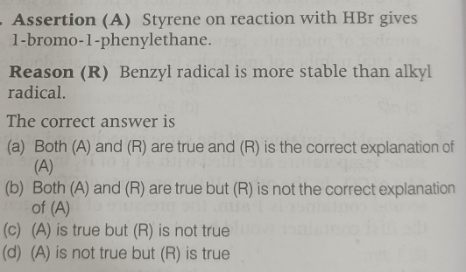 Assertion (A) Styrene on reaction with HBr gives
1-bromo-1-phenylethane.
Reason (R) Benzyl radical is more stable than alkyl
radical.
The correct answer is
(a) Both (A) and (R) are true and (R) is the correct explanation of
(A)
(b) Both (A) and (R) are true but (R) is not the correct explanation
of (A)
(c) (A) is true but (R) is not true
(d) (A) is not true but (R) is true